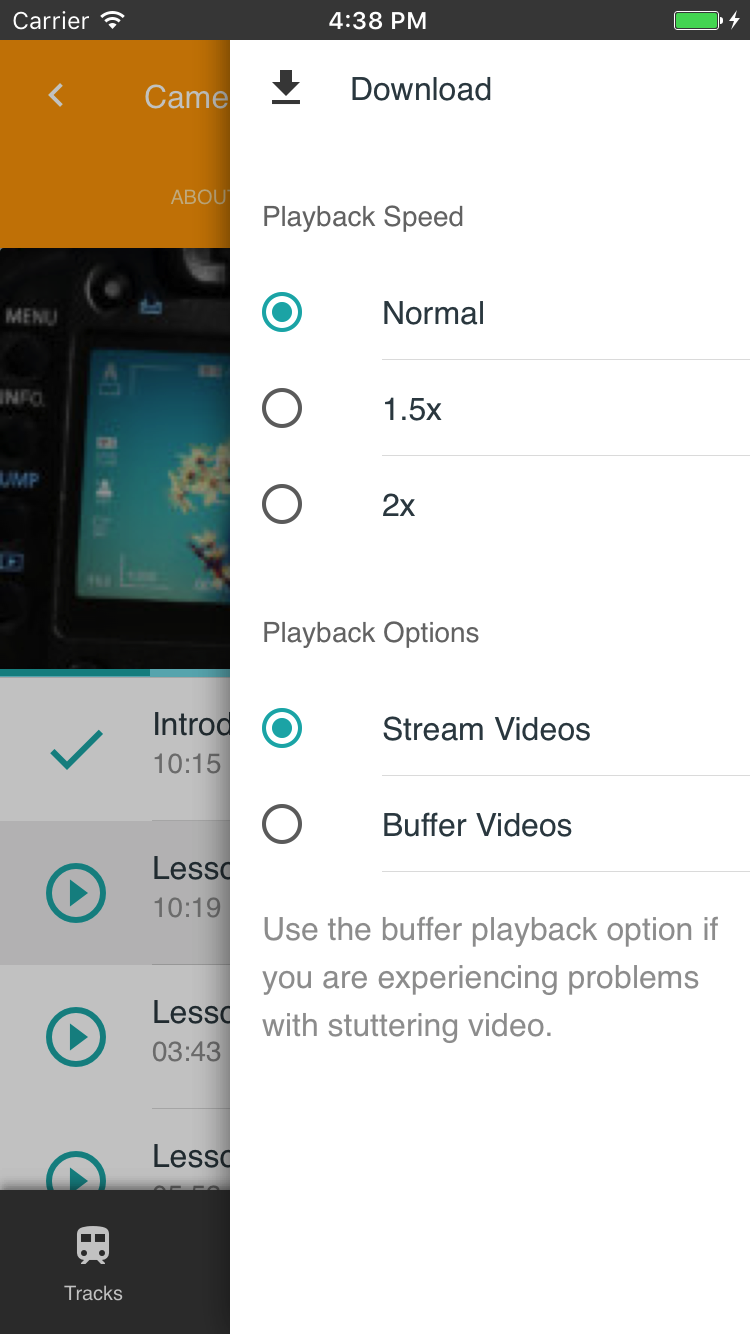 Carrier
4:38 PM
Came
ABOU
MENU
INFO.
Introd
10:15
Lesso
10:19
Lesso
03:43
Lesso
Tracks
Download
Playback Speed
Normal
1.5x
2x
Playback Options
Stream Videos
Buffer Videos
Use the buffer playback option if
you are experiencing problems
with stuttering video.